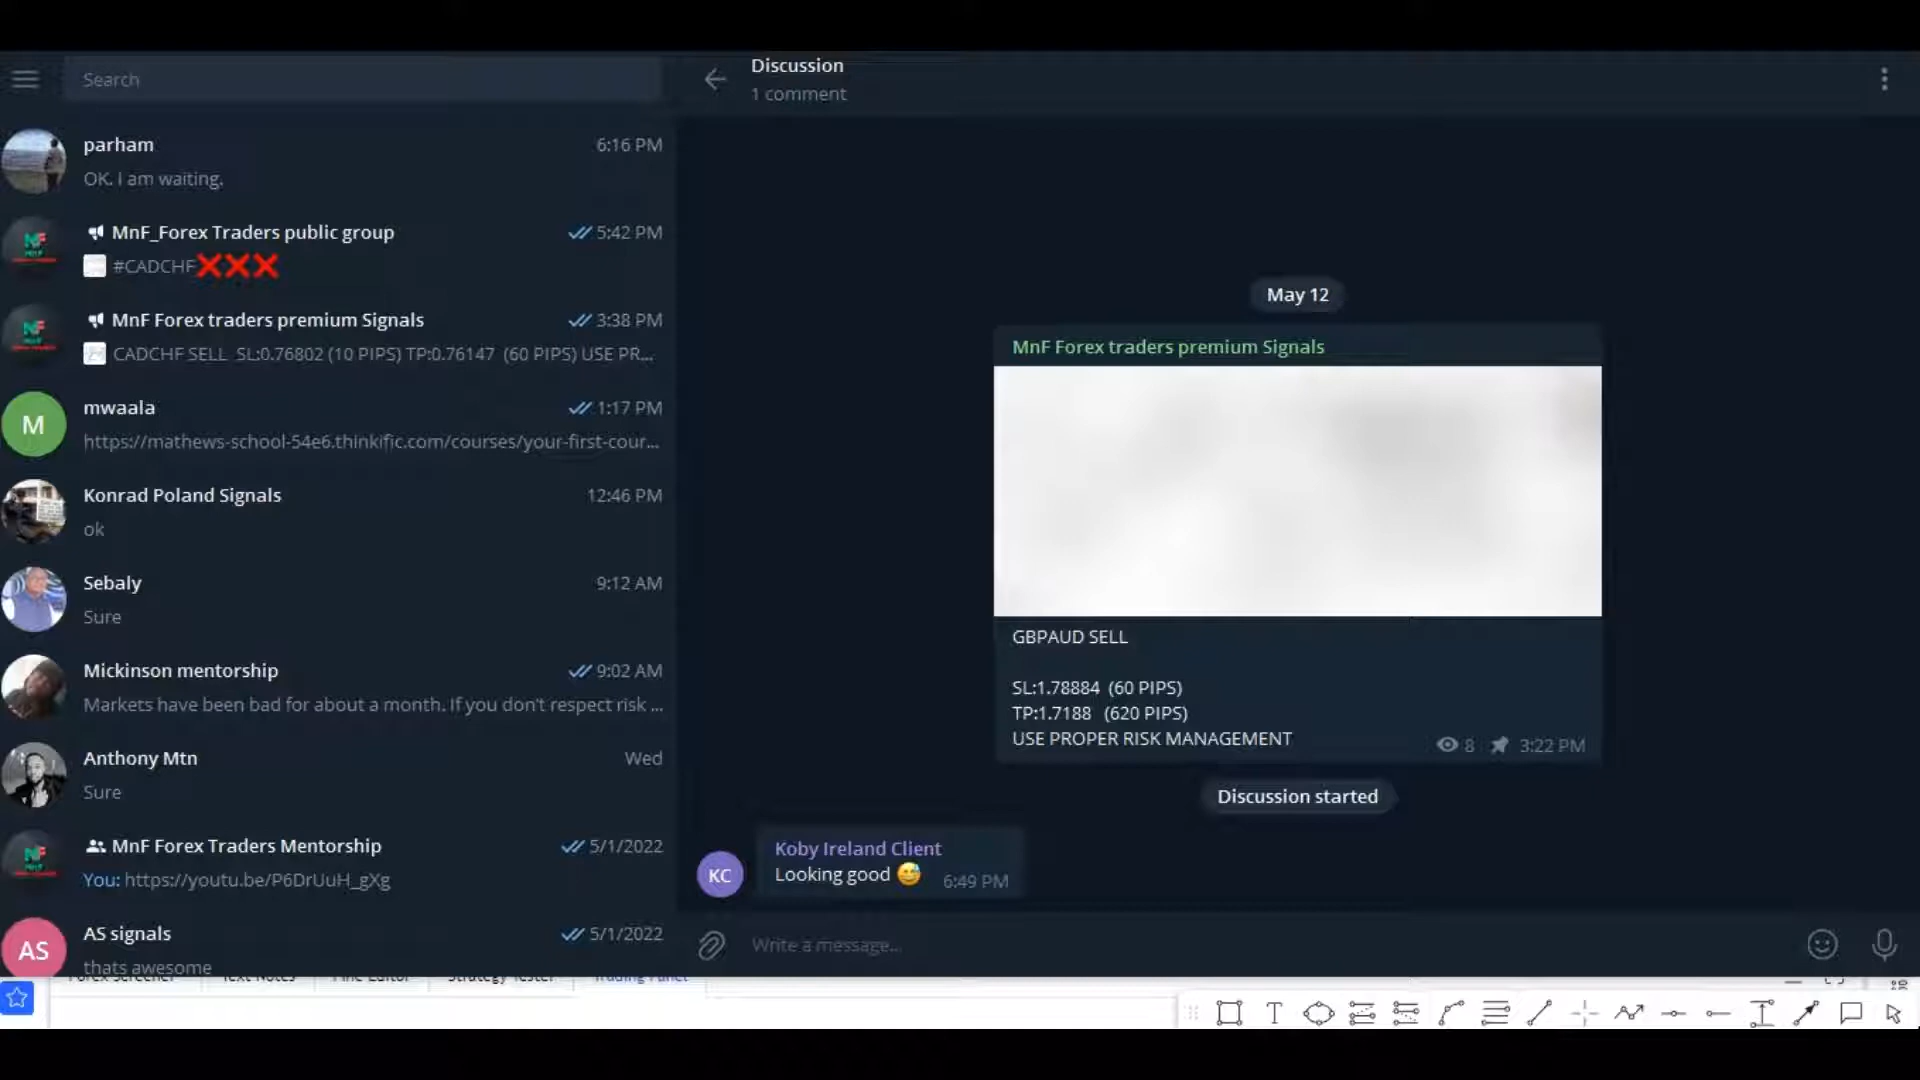 Search
parham
6:16 PM
OK. I am waiting.
MnF_Forex Traders public group
5:42 PM
#CADCHF❌❌❌
MnF Forex traders premium Signals
3:38 PM
CADCHF SELL SL:0.76802 (10 PIPS) TP:0.76147 (60 PIPS) USE PR...
M
mwaala
1:17 PM
https://mathews-school-54e6.thinkific.com/courses/your-first-cour...
Konrad Poland Signals
12:46 PM
ok
Sebaly
9:12 AM
Sure
Mickinson mentorship
9:02 AM
Markets have been bad for about a month. If you don't respect risk ...
Anthony Mtn
Wed
Sure
MnF Forex Traders Mentorship
5/1/2022
You: https://youtu.be/P6DrUuH_gXg
AS
AS signals
5/1/2022
thats awesome
Discussion
1 comment
May 12
MnF Forex traders premium Signals
GBPAUD SELL
SL:1.78884 (60 PIPS)
TP:1.7188 (620 PIPS)
USE PROPER RISK MANAGEMENT
8
3:22 PM
Discussion started
KC
Koby Ireland Client
Looking good 😅
6:49 PM
Write a message...